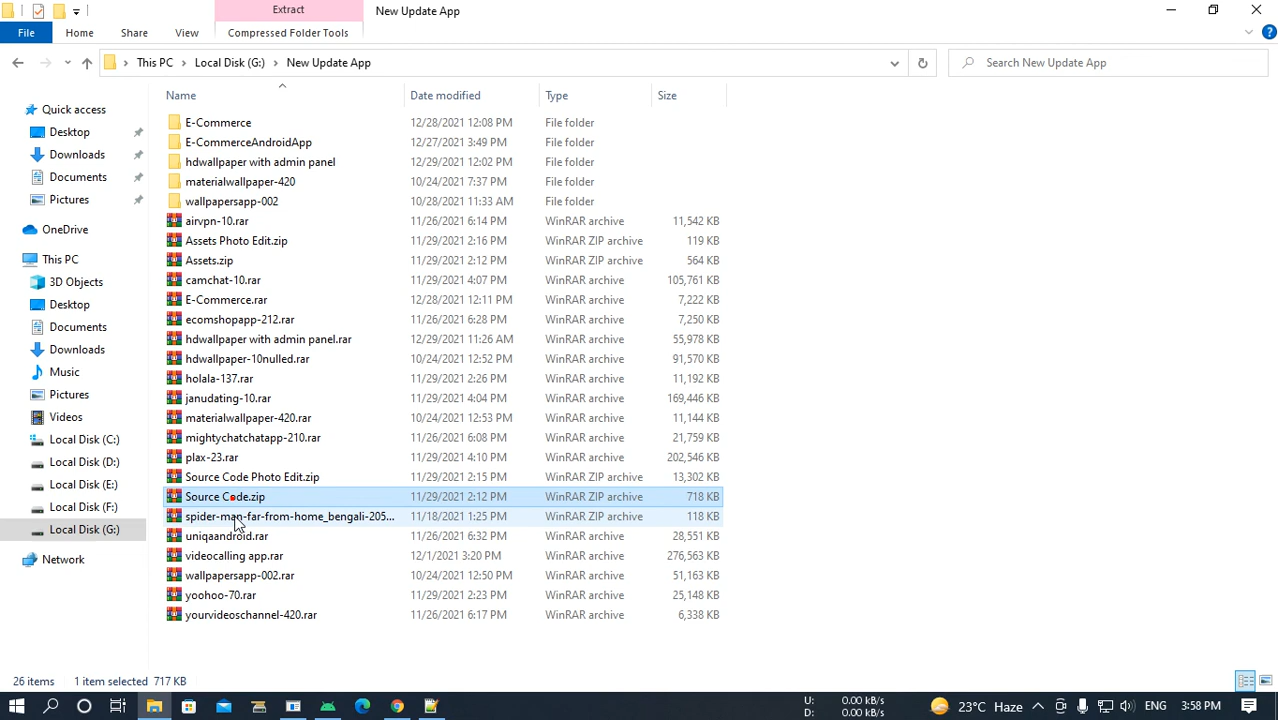 Extract New Update App
File Home Share View Compressed Folder Tools
This PC Local Disk (G:) New Update App Search New Update App
Name Date modified Type Size
Quick access
Desktop
Downloads
Documents
Pictures
OneDrive
This PC
3D Objects
Desktop
Documents
Downloads
Music
Pictures
Videos
Local Disk (C:)
Local Disk (D:)
Local Disk (E:)
Local Disk (F:)
Local Disk (G:)
Network
E-Commerce 12/28/2021 12:08 PM File folder
E-CommerceAndroidApp 12/27/2021 3:49 PM File folder
hdwallpaper with admin panel 12/29/2021 12:02 PM File folder
materialwallpaper-420 10/24/2021 7:37 PM File folder
wallpapersapp-002 10/28/2021 11:33 AM File folder
airvpn-10.rar 11/26/2021 6:14 PM WinRAR archive 11,542 KB
Assets Photo Edit.zip 11/29/2021 2:16 PM WinRAR ZIP archive 119 KB
Assets.zip 11/29/2021 2:12 PM WinRAR ZIP archive 564 KB
camchat-10.rar 11/29/2021 4:07 PM WinRAR archive 105,761 KB
E-Commerce.rar 12/28/2021 12:11 PM WinRAR archive 7,222 KB
ecomshopapp-212.rar 11/26/2021 6:28 PM WinRAR archive 7,250 KB
hdwallpaper with admin panel.rar 12/29/2021 11:26 AM WinRAR archive 55,978 KB
hdwallpaper-10nulled.rar 10/24/2021 12:52 PM WinRAR archive 91,570 KB
holala-137.rar 11/29/2021 2:26 PM WinRAR archive 11,192 KB
janudating-10.rar 11/29/2021 4:04 PM WinRAR archive 169,446 KB
materialwallpaper-420.rar 10/24/2021 12:53 PM WinRAR archive 11,144 KB
mightychatchatapp-210.rar 11/26/2021 6:08 PM WinRAR archive 21,759 KB
plax-23.rar 11/29/2021 4:10 PM WinRAR archive 202,546 KB
Source Code Photo Edit.zip 11/29/2021 2:15 PM WinRAR ZIP archive 13,302 KB
Source Code.zip 11/29/2021 2:12 PM WinRAR ZIP archive 718 KB
spider-man-far-from-home_bengali-205... 11/18/2021 1:25 PM WinRAR ZIP archive 118 KB
uniqaandroid.rar 11/26/2021 6:32 PM WinRAR archive 28,551 KB
videocalling app.rar 12/1/2021 3:20 PM WinRAR archive 276,563 KB
wallpapersapp-002.rar 10/24/2021 12:50 PM WinRAR archive 51,163 KB
yoohoo-70.rar 11/29/2021 2:23 PM WinRAR archive 25,148 KB
yourvideoschannel-420.rar 11/26/2021 6:17 PM WinRAR archive 6,338 KB
26 items 1 item selected 717 KB
U: 0.00 kB/s
D: 0.00 kB/s
23°C Haze ENG 3:58 PM